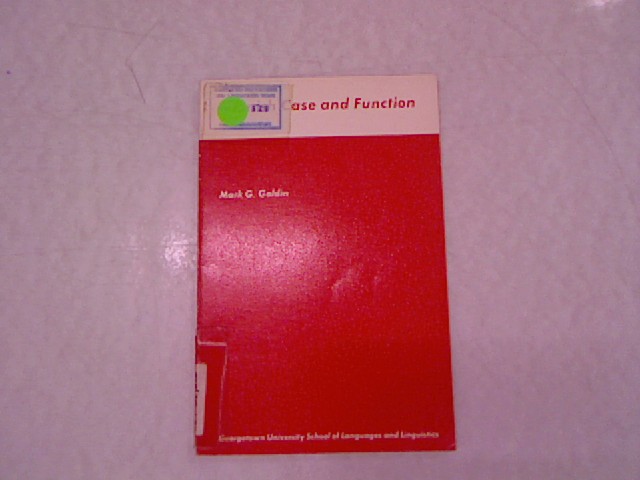 Case and Function
Mark G. Goldin
Georgetown University School of Languages and Linguistics